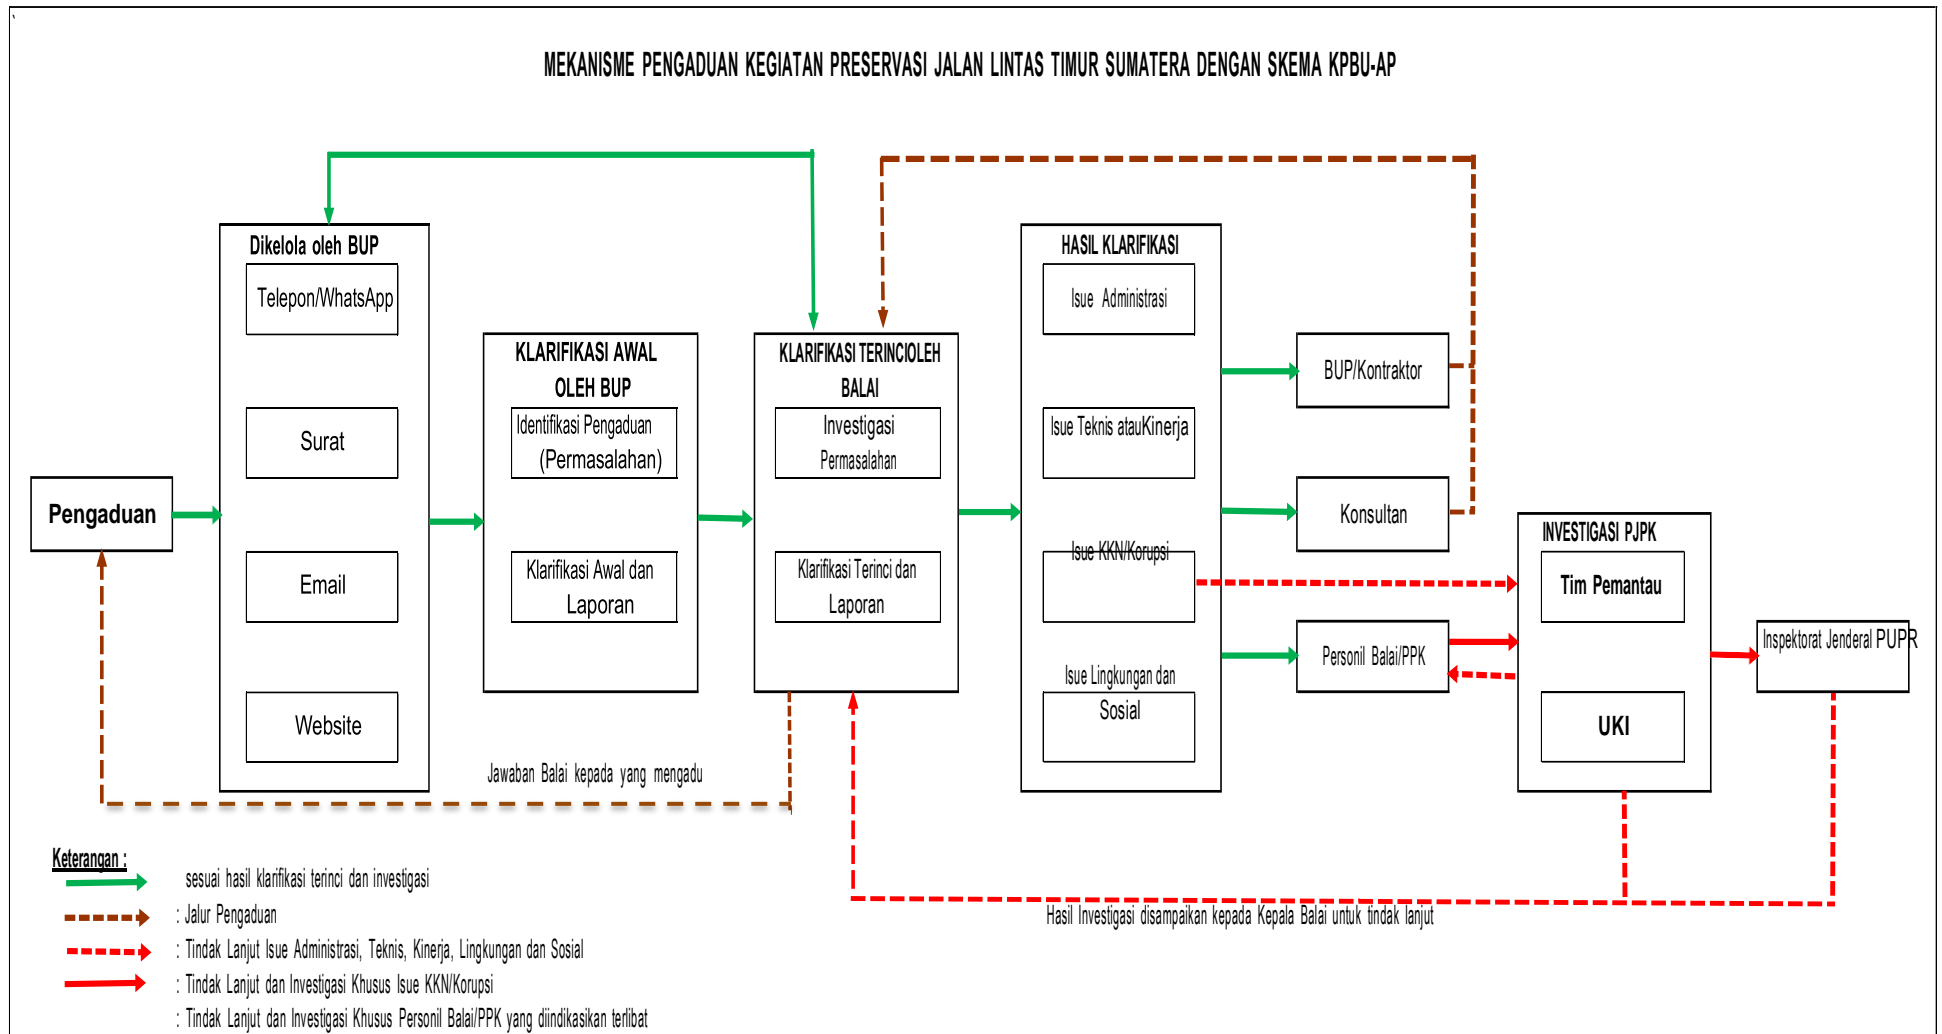 MEKANISME PENGADUAN KEGIATAN PRESERVASI JALAN LINTAS TIMUR SUMATERA DENGAN SKEMA KPBU-AP
Pengaduan
Dikelola oleh BUP
Telepon/WhatsApp
Surat
Email
Website
KLARIFIKASI AWAL
OLEH BUP
Identifikasi Pengaduan
(Permasalahan)
Klarifikasi Awal dan
Laporan
KLARIFIKASI TERINCIOLEH
BALAI
Investigasi
Permasalahan
Klarifikasi Terinci dan
Laporan
HASIL KLARIFIKASI
Isue Administrasi
Isue Teknis atauKinerja
Isue KKN/Korupsi
Isue Lingkungan dan
Sosial
BUP/Kontraktor
Konsultan
Personil Balai/PPK
INVESTIGASI PJPK
Tim Pemantau
UKI
Inspektorat Jenderal PUPR
Jawaban Balai kepada yang mengadu
Hasil Investigasi disampaikan kepada Kepala Balai untuk tindak lanjut
Keterangan :
sesuai hasil klarifikasi terinci dan investigasi
: Jalur Pengaduan
: Tindak Lanjut Isue Administrasi, Teknis, Kinerja, Lingkungan dan Sosial
: Tindak Lanjut dan Investigasi Khusus Isue KKN/Korupsi
: Tindak Lanjut dan Investigasi Khusus Personil Balai/PPK yang diindikasikan terlibat